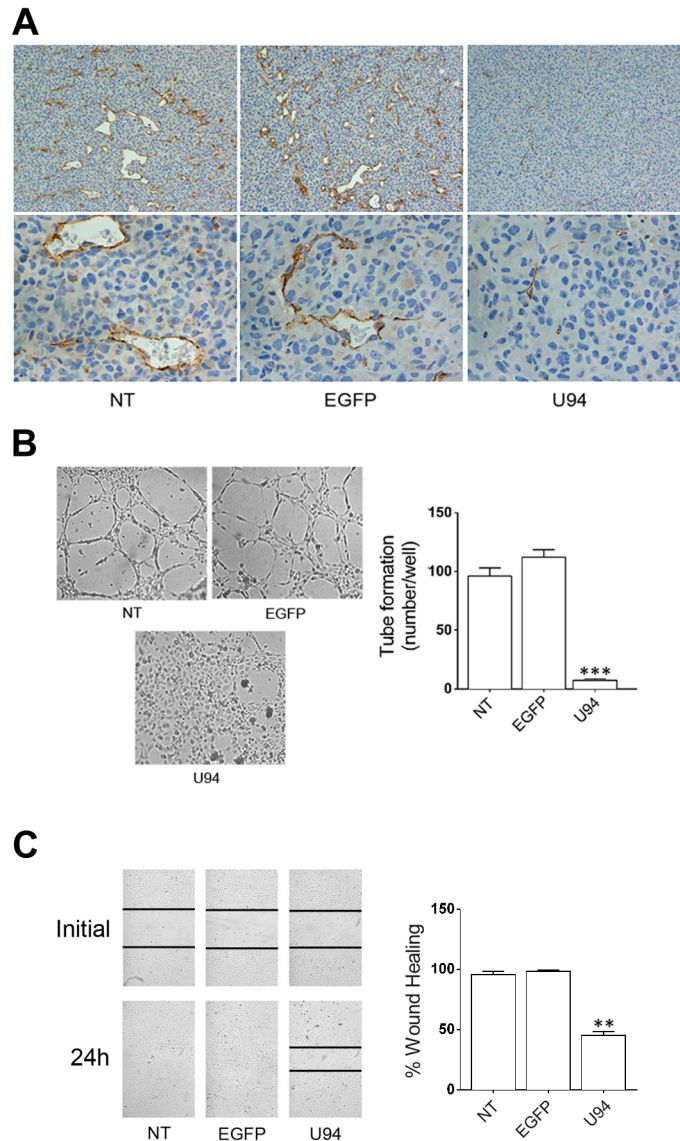 A
NT EGFP U94
B
NT EGFP
U94
150
100
50
0
Tube formation
(number/well)
***
NT EGFP U94
C
Initial
24h
NT EGFP U94
150
100
50
0
% Wound Healing
**
NT EGFP U94